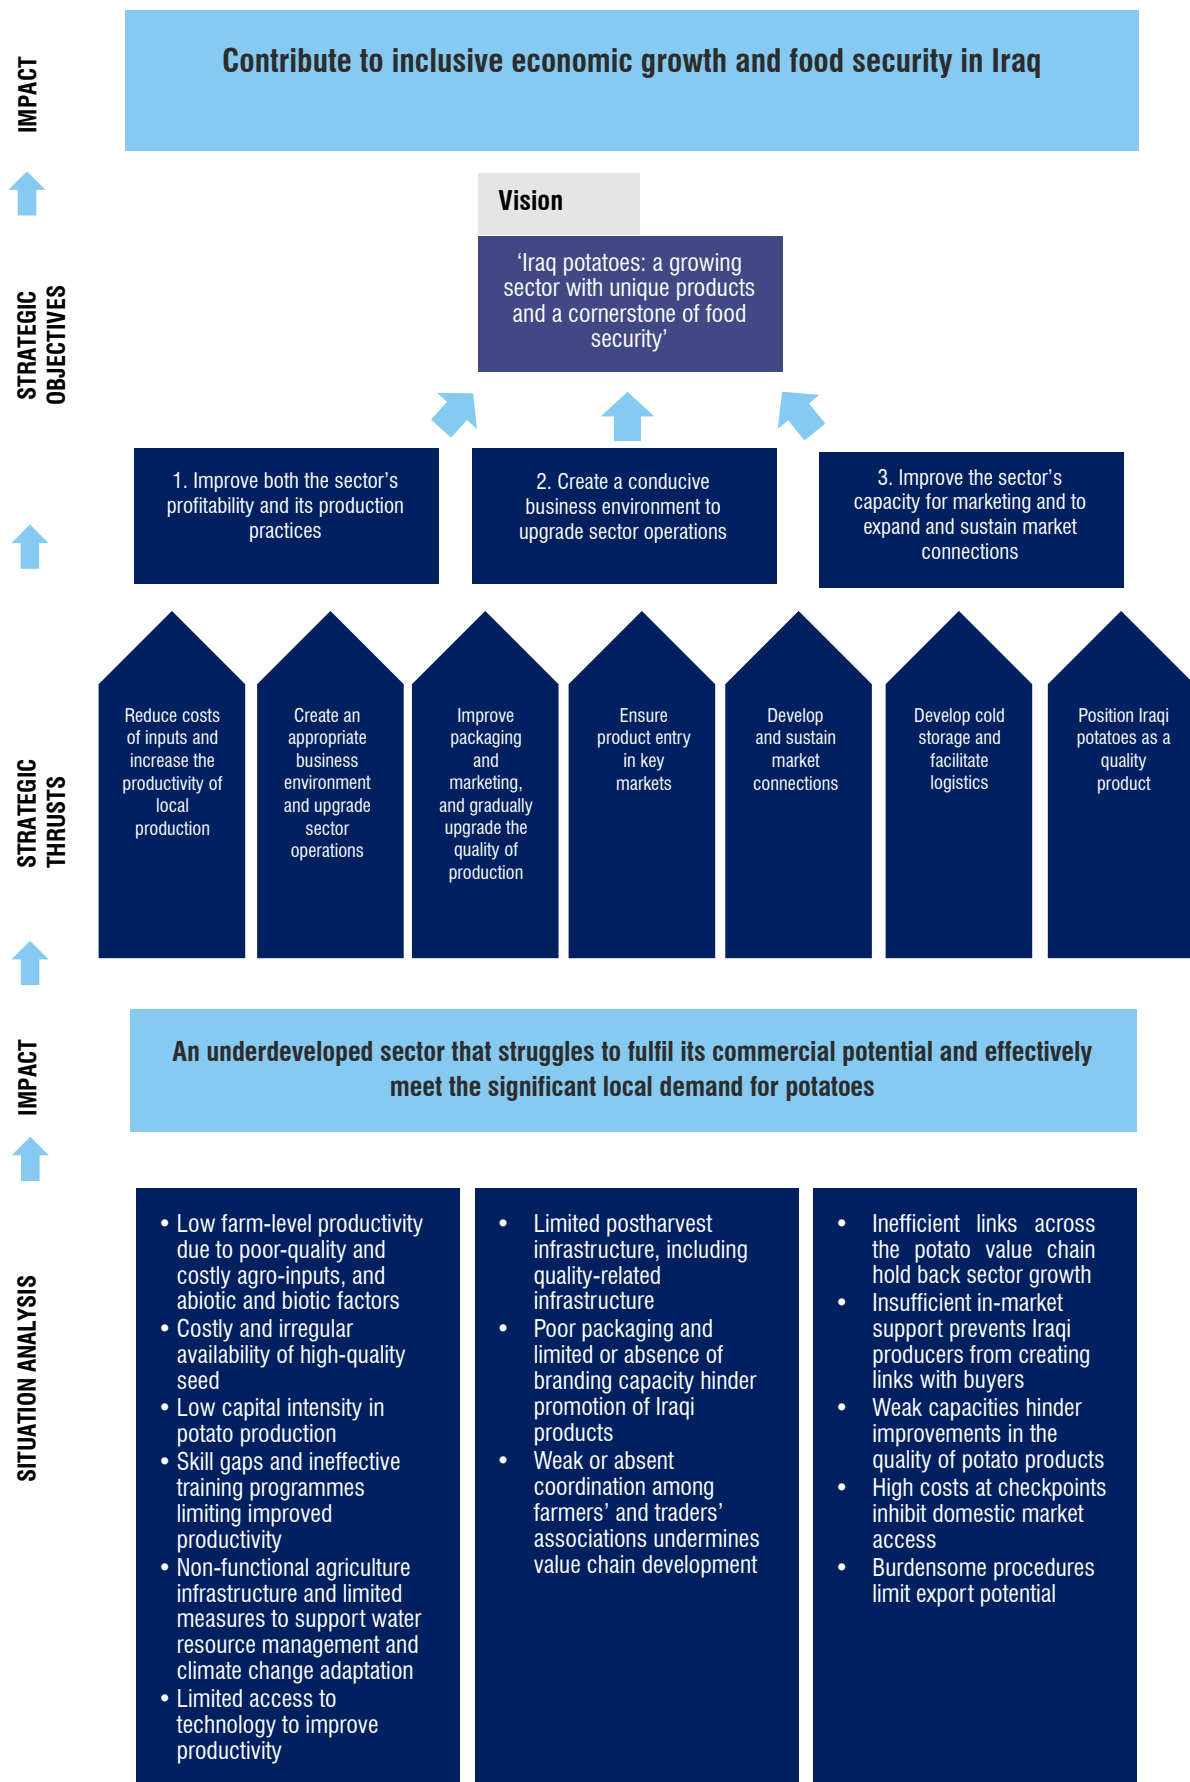 IMPACT
Contribute to inclusive economic growth and food security in Iraq
STRATEGIC
OBJECTIVES
Vision
‘Iraq potatoes: a growing
sector with unique products
and a cornerstone of food
security’
1. Improve both the sector’s
profitability and its production
practices
2. Create a conducive
business environment to
upgrade sector operations
3. Improve the sector’s
capacity for marketing and to
expand and sustain market
connections
STRATEGIC
THRUSTS
Reduce costs
of inputs and
increase the
productivity of
local
production
Create an
appropriate
business
environment
and upgrade
sector
operations
Improve
packaging
and
marketing,
and gradually
upgrade the
quality of
production
Ensure
product entry
in key
markets
Develop
and sustain
market
connections
Develop cold
storage and
facilitate
logistics
Position Iraqi
potatoes as a
quality
product
IMPACT
An underdeveloped sector that struggles to fulfil its commercial potential and effectively
meet the significant local demand for potatoes
SITUATION ANALYSIS
• Low farm-level productivity
due to poor-quality and
costly agro-inputs, and
abiotic and biotic factors
• Costly and irregular
availability of high-quality
seed
• Low capital intensity in
potato production
• Skill gaps and ineffective
training programmes
limiting improved
productivity
• Non-functional agriculture
infrastructure and limited
measures to support water
resource management and
climate change adaptation
• Limited access to
technology to improve
productivity
• Limited postharvest
infrastructure, including
quality-related
infrastructure
• Poor packaging and
limited or absence of
branding capacity hinder
promotion of Iraqi
products
• Weak or absent
coordination among
farmers’ and traders’
associations undermines
value chain development
• Inefficient links across
the potato value chain
hold back sector growth
• Insufficient in-market
support prevents Iraqi
producers from creating
links with buyers
• Weak capacities hinder
improvements in the
quality of potato products
• High costs at checkpoints
inhibit domestic market
access
• Burdensome procedures
limit export potential